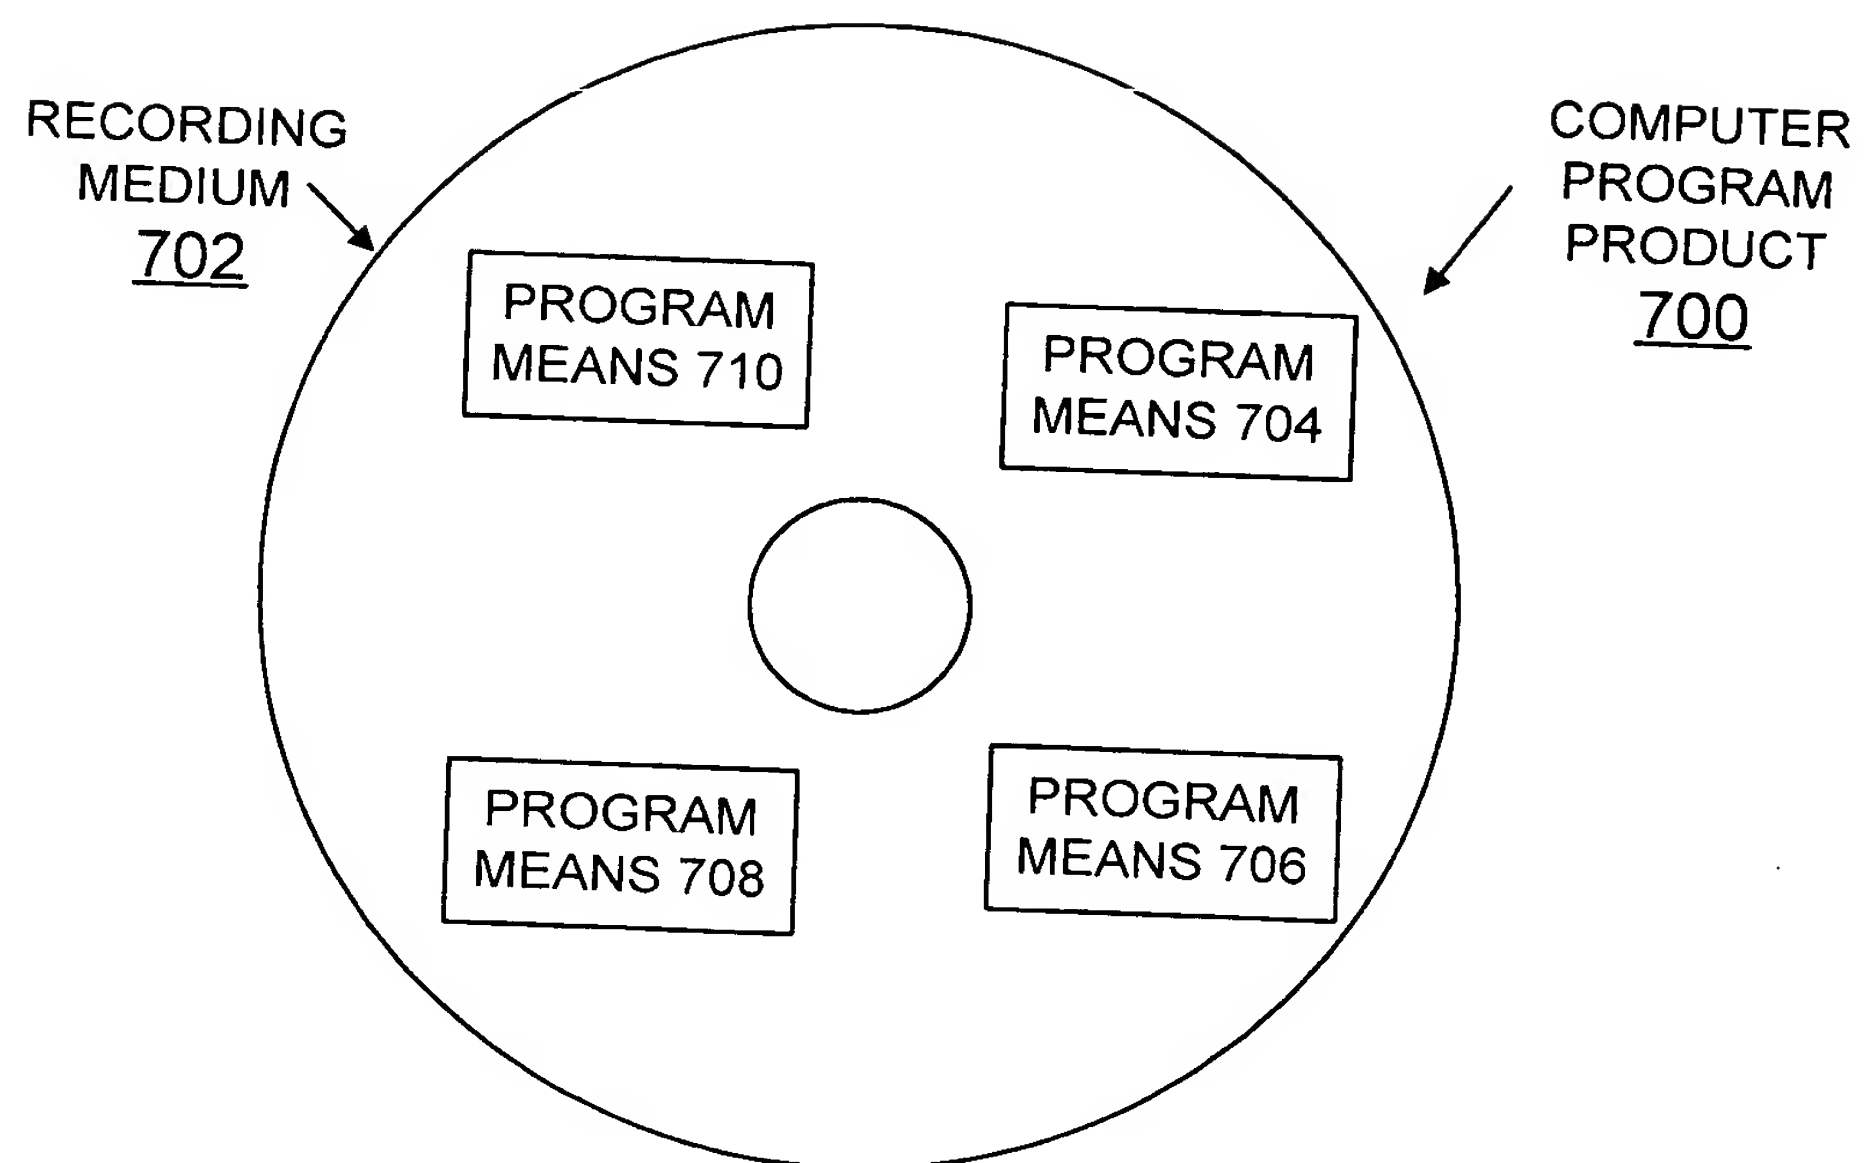 RECORDING
MEDIUM
702
COMPUTER
PROGRAM
PRODUCT
700
PROGRAM
MEANS 710
PROGRAM
MEANS 704
PROGRAM
MEANS 708
PROGRAM
MEANS 706